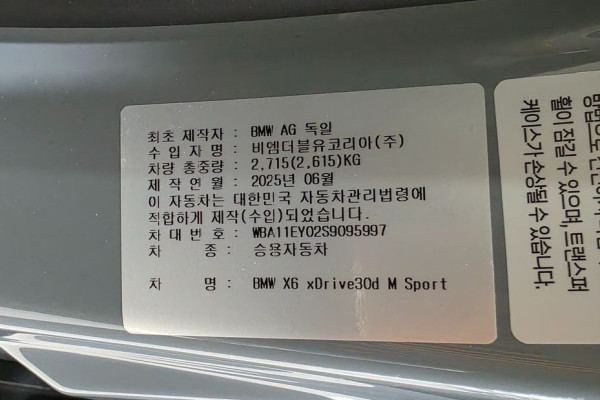 최초 제작자 : BMW AG 독일
수 입 자 명 : 비엠더블유코리아(주)
차량 총중량 : 2,715(2,615)KG
제 작 연 월 : 2025년 06월
이 자동차는 대한민국 자동차관리법령에
적합하게 제작(수입)되었습니다.
차 대 번 호 : WBA11EY02S9095997
차 종 : 승용자동차
차 명 : BMW X6 xDrive30d M Sport
휠이 잠길 수 있으며, 트랜스퍼
케이스가 손상될 수 있습니다.